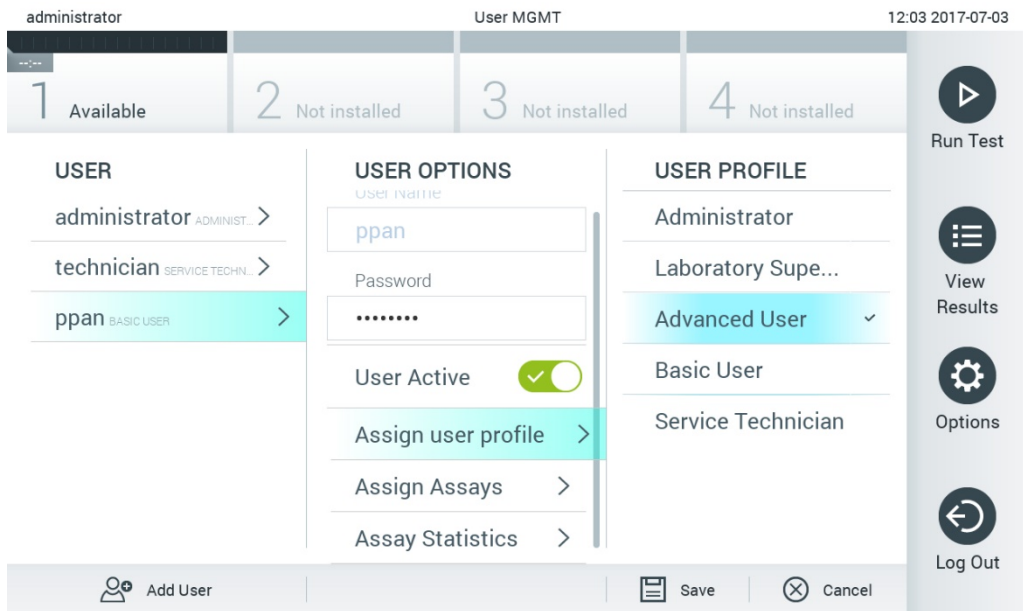 administrator User MGMT 12:03 2017-07-03
--:--
1 Available 2 Not installed 3 Not installed 4 Not installed
Run Test
USER
administrator ADMINIST...
technician SERVICE TECHN...
ppan BASIC USER
USER OPTIONS
User Name
ppan
Password
••••••••
User Active
Assign user profile
Assign Assays
Assay Statistics
USER PROFILE
Administrator
Laboratory Supe...
Advanced User
Basic User
Service Technician
View
Results
Options
Log Out
Add User Save Cancel